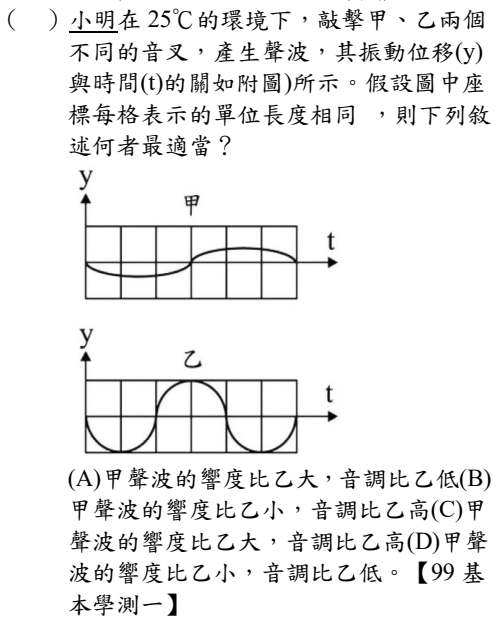 (　　) 小明在 25℃的環境下，敲擊甲、乙兩個
不同的音叉，產生聲波，其振動位移(y)
與時間(t)的關如附圖)所示。假設圖中座
標每格表示的單位長度相同 ，則下列敘
述何者最適當？
y
甲
t
y
乙
t
(A)甲聲波的響度比乙大，音調比乙低(B)
甲聲波的響度比乙小，音調比乙高(C)甲
聲波的響度比乙大，音調比乙高(D)甲聲
波的響度比乙小，音調比乙低。【99 基
本學測一】